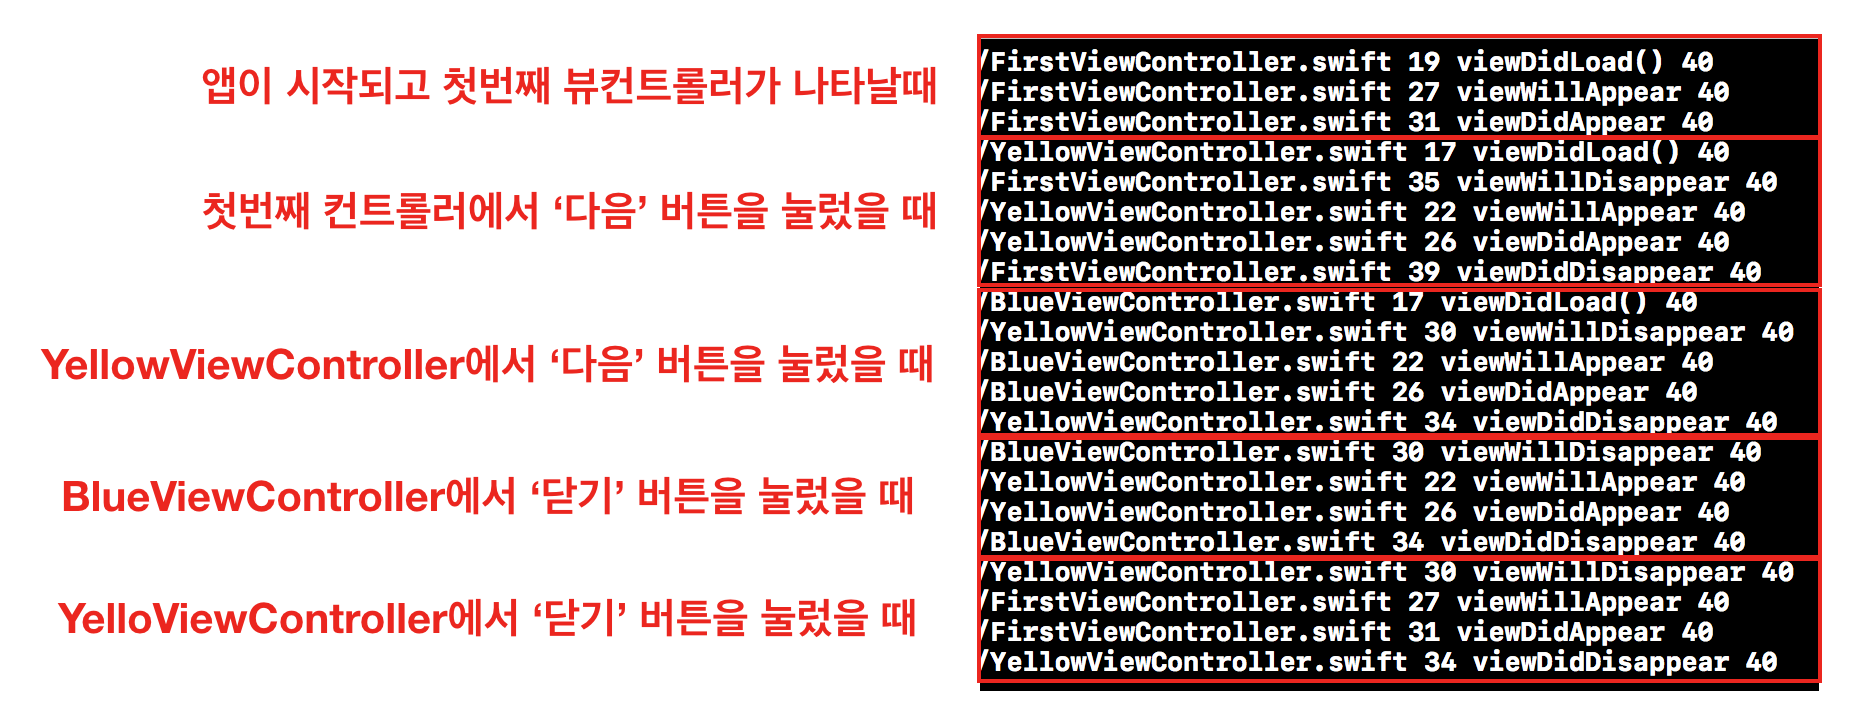 앱이 시작되고 첫번째 뷰컨트롤러가 나타날때
/FirstViewController.swift 19 viewDidLoad() 40
/FirstViewController.swift 27 viewWillAppear 40
/FirstViewController.swift 31 viewDidAppear 40
첫번째 컨트롤러에서 ‘다음’ 버튼을 눌렀을 때
/YellowViewController.swift 17 viewDidLoad() 40
/FirstViewController.swift 35 viewWillDisappear 40
/YellowViewController.swift 22 viewWillAppear 40
/YellowViewController.swift 26 viewDidAppear 40
/FirstViewController.swift 39 viewDidDisappear 40
YellowViewController에서 ‘다음’ 버튼을 눌렀을 때
/BlueViewController.swift 17 viewDidLoad() 40
/YellowViewController.swift 30 viewWillDisappear 40
/BlueViewController.swift 22 viewWillAppear 40
/BlueViewController.swift 26 viewDidAppear 40
/YellowViewController.swift 34 viewDidDisappear 40
BlueViewController에서 ‘닫기’ 버튼을 눌렀을 때
/BlueViewController.swift 30 viewWillDisappear 40
/YellowViewController.swift 22 viewWillAppear 40
/YellowViewController.swift 26 viewDidAppear 40
/BlueViewController.swift 34 viewDidDisappear 40
YelloViewController에서 ‘닫기’ 버튼을 눌렀을 때
/YellowViewController.swift 30 viewWillDisappear 40
/FirstViewController.swift 27 viewWillAppear 40
/FirstViewController.swift 31 viewDidAppear 40
/YellowViewController.swift 34 viewDidDisappear 40